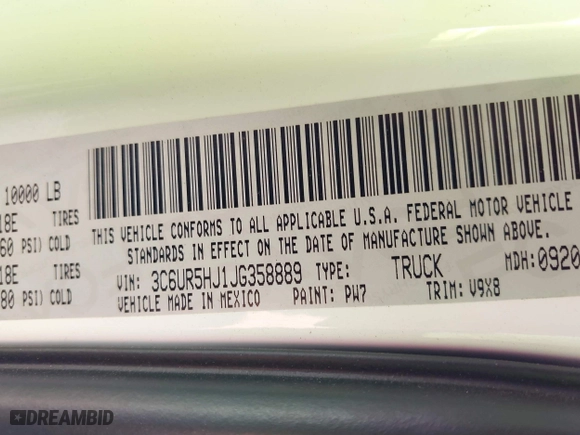 10000 LB
18E TIRES
60 PSI) COLD
18E TIRES
80 PSI) COLD
THIS VEHICLE CONFORMS TO ALL APPLICABLE U.S.A. FEDERAL MOTOR VEHICLE
STANDARDS IN EFFECT ON THE DATE OF MANUFACTURE SHOWN ABOVE.
VIN: 3C6UR5HJ1JG358889 TYPE: TRUCK MDH:0920
VEHICLE MADE IN MEXICO PAINT: PW7 TRIM: V9X8
DREAMBID